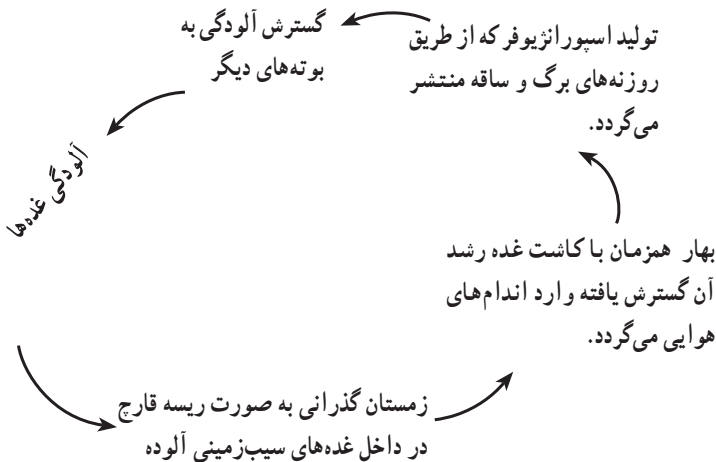 تولید اسپورانژیوفر که از طریق
روزنه‌های برگ و ساقه منتشر
می‌گردد.
گسترش آلودگی به
بوته‌های دیگر
آلودگی غده‌ها
زمستان گذرانی به صورت ریسه قارچ
در داخل غده‌های سیب‌زمینی آلوده
بهار همزمان با کاشت غده رشد
آن گسترش یافته وارد اندام‌های
هوایی می‌گردد.